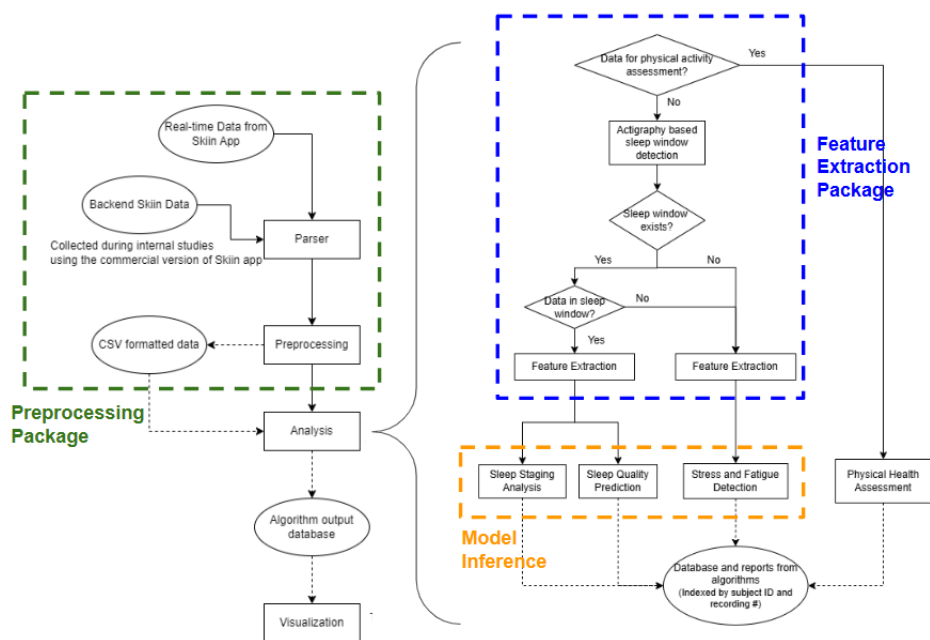 Real-time Data from
Skiin App
Backend Skiin Data
Collected during internal studies
using the commercial version of Skiin app
Parser
CSV formatted data
Preprocessing
Preprocessing
Package
Analysis
Algorithm output
database
Visualization
Data for physical activity
assessment?
Yes
No
Actigraphy based
sleep window
detection
Feature
Extraction
Package
Sleep window
exists?
Yes
No
Data in sleep
window?
No
Yes
Feature Extraction
Feature Extraction
Sleep Staging
Analysis
Sleep Quality
Prediction
Stress and Fatigue
Detection
Physical Health
Assessment
Model
Inference
Database and reports from
algorithms
(Indexed by subject ID and
recording #)